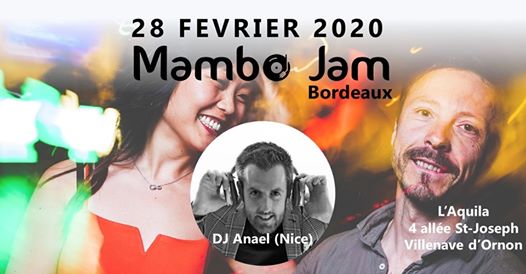 28 FEVRIER 2020
Mambo Jam
Bordeaux
DJ Anael (Nice)
L'Aquila
4 allée St-Joseph
Villenave d'Ornon